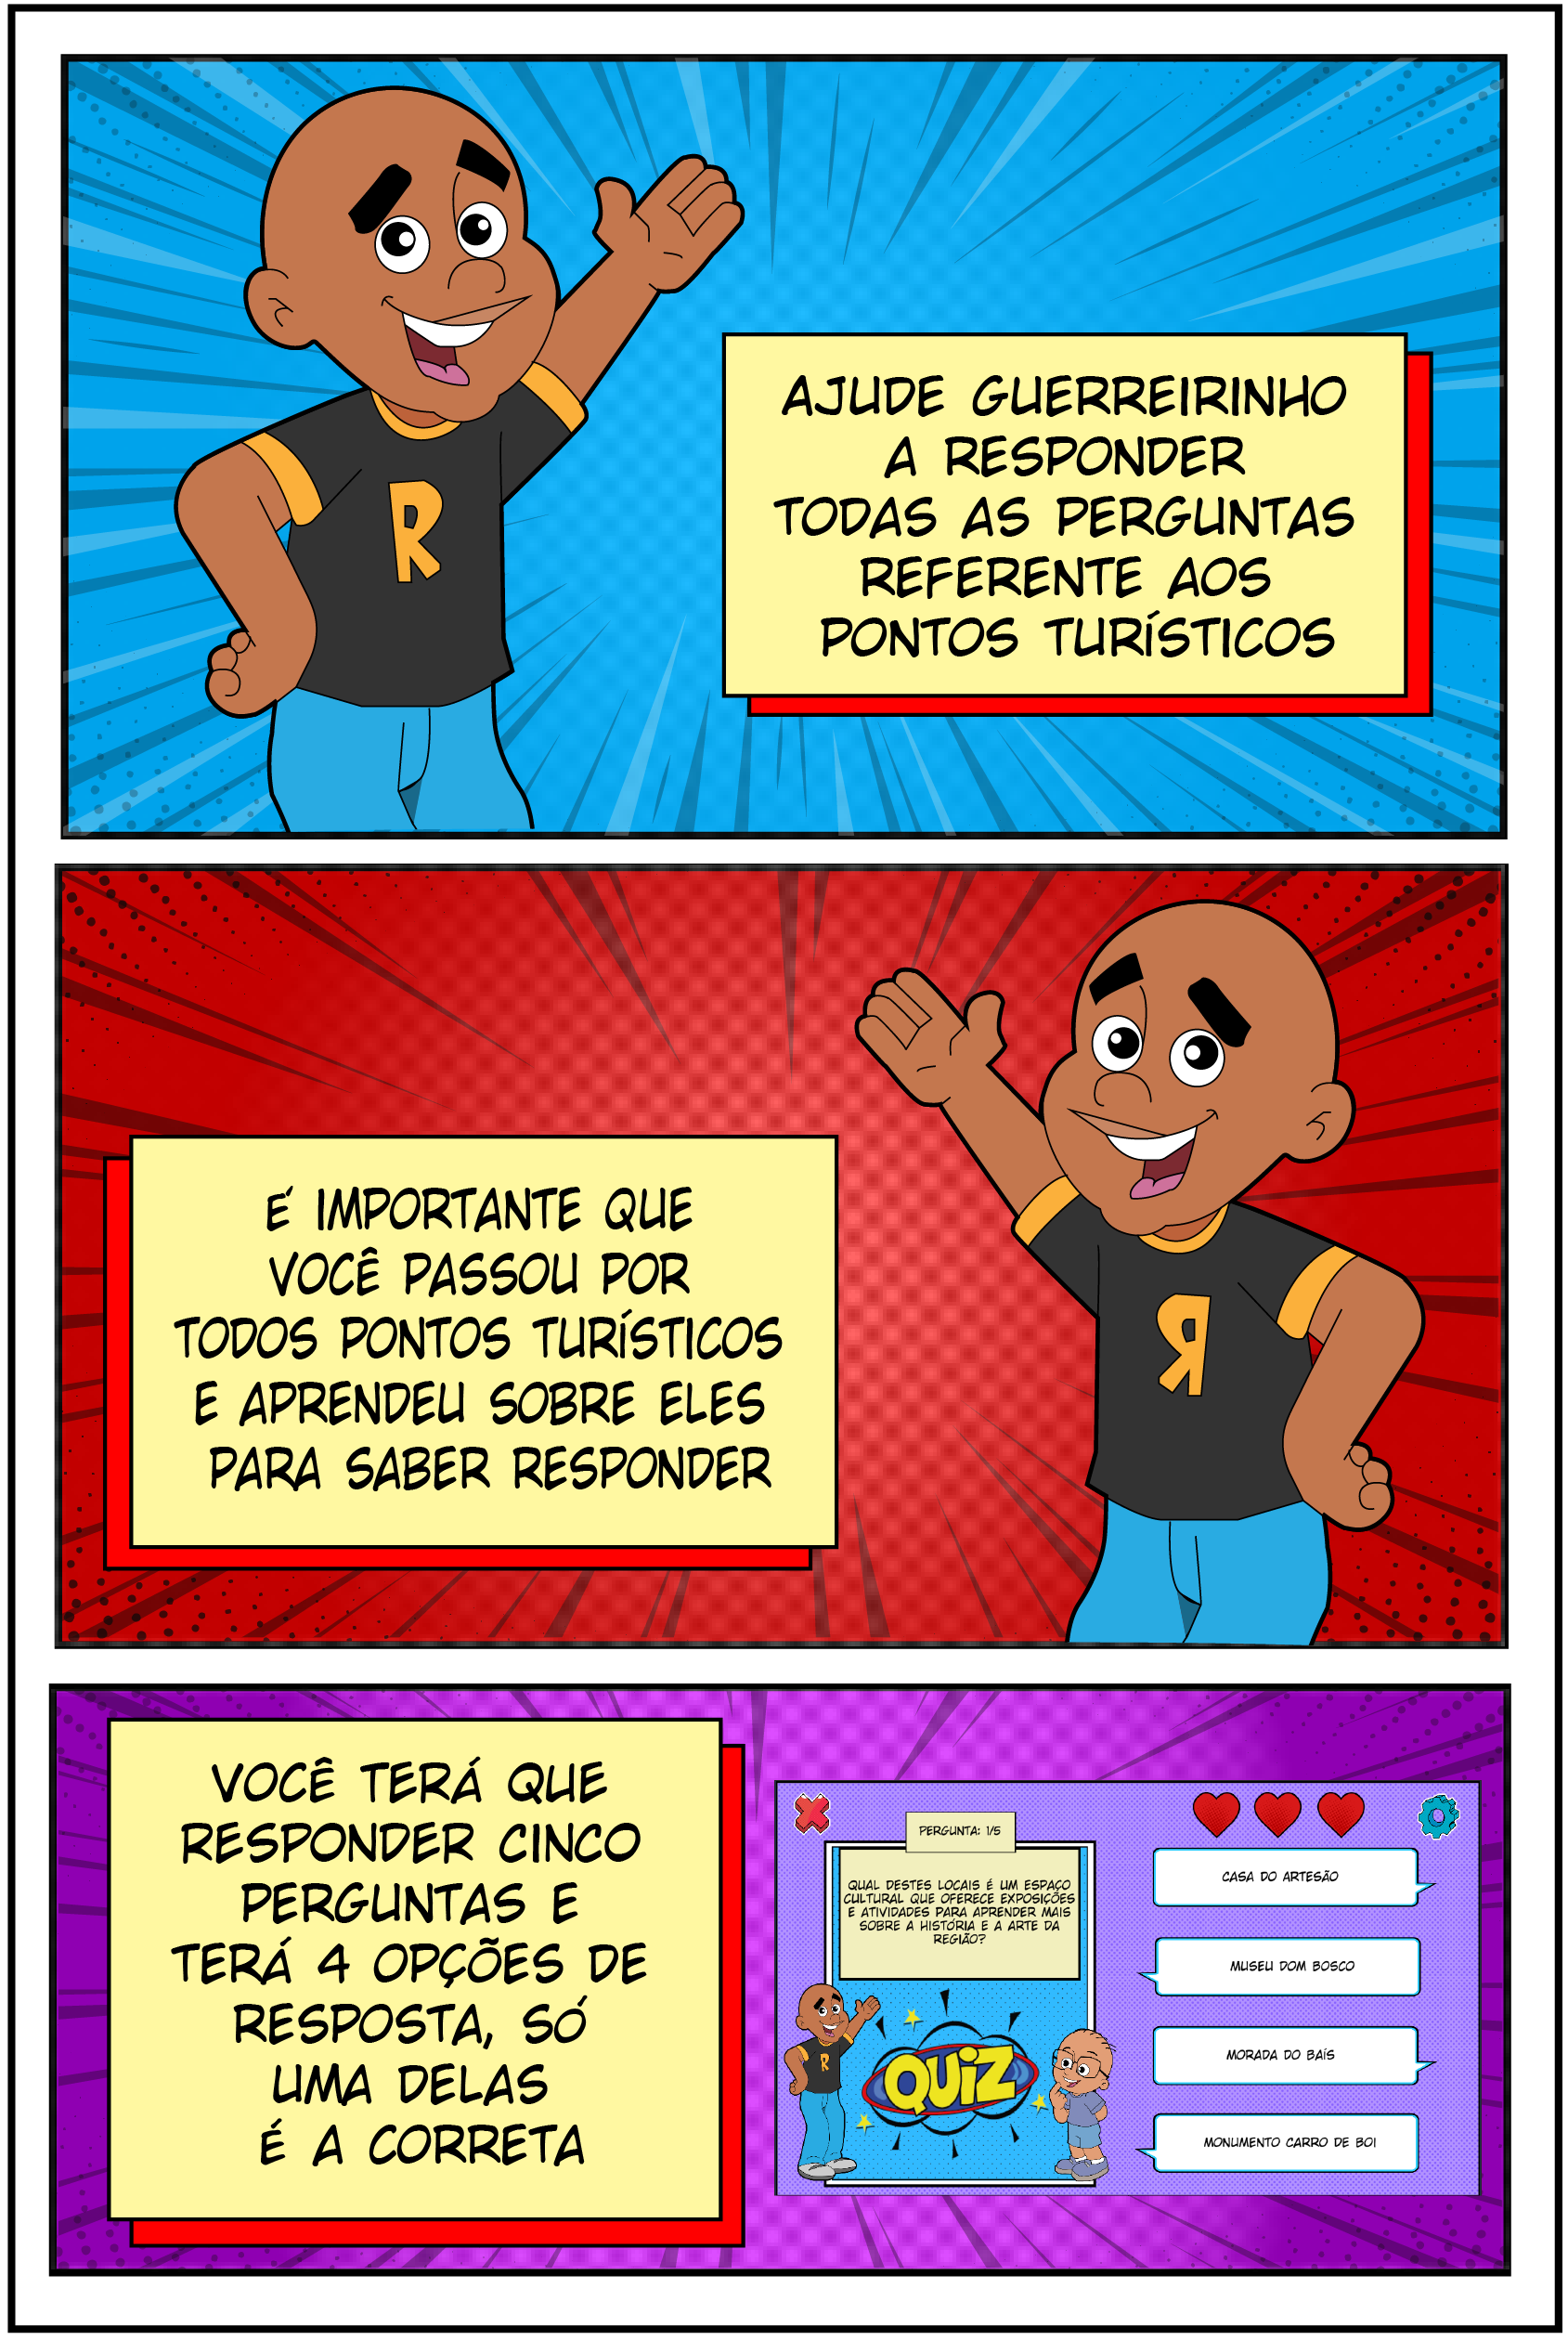 R
AJUDE GUERREIRINHO
A RESPONDER
TODAS AS PERGUNTAS
REFERENTE AOS
PONTOS TURÍSTICOS
R
É IMPORTANTE QUE
VOCÊ PASSOU POR
TODOS PONTOS TURÍSTICOS
E APRENDEU SOBRE ELES
PARA SABER RESPONDER
VOCÊ TERÁ QUE
RESPONDER CINCO
PERGUNTAS E
TERÁ 4 OPÇÕES DE
RESPOSTA, SÓ
UMA DELAS
É A CORRETA
PERGUNTA: 1/5
QUAL DESTES LOCAIS É UM ESPAÇO
CULTURAL QUE OFERECE EXPOSIÇÕES
E ATIVIDADES PARA APRENDER MAIS
SOBRE A HISTÓRIA E A ARTE DA
REGIÃO?
R
QUIZ
CASA DO ARTESÃO
MUSEU DOM BOSCO
MORADA DO BAÍS
MONUMENTO CARRO DE BOI